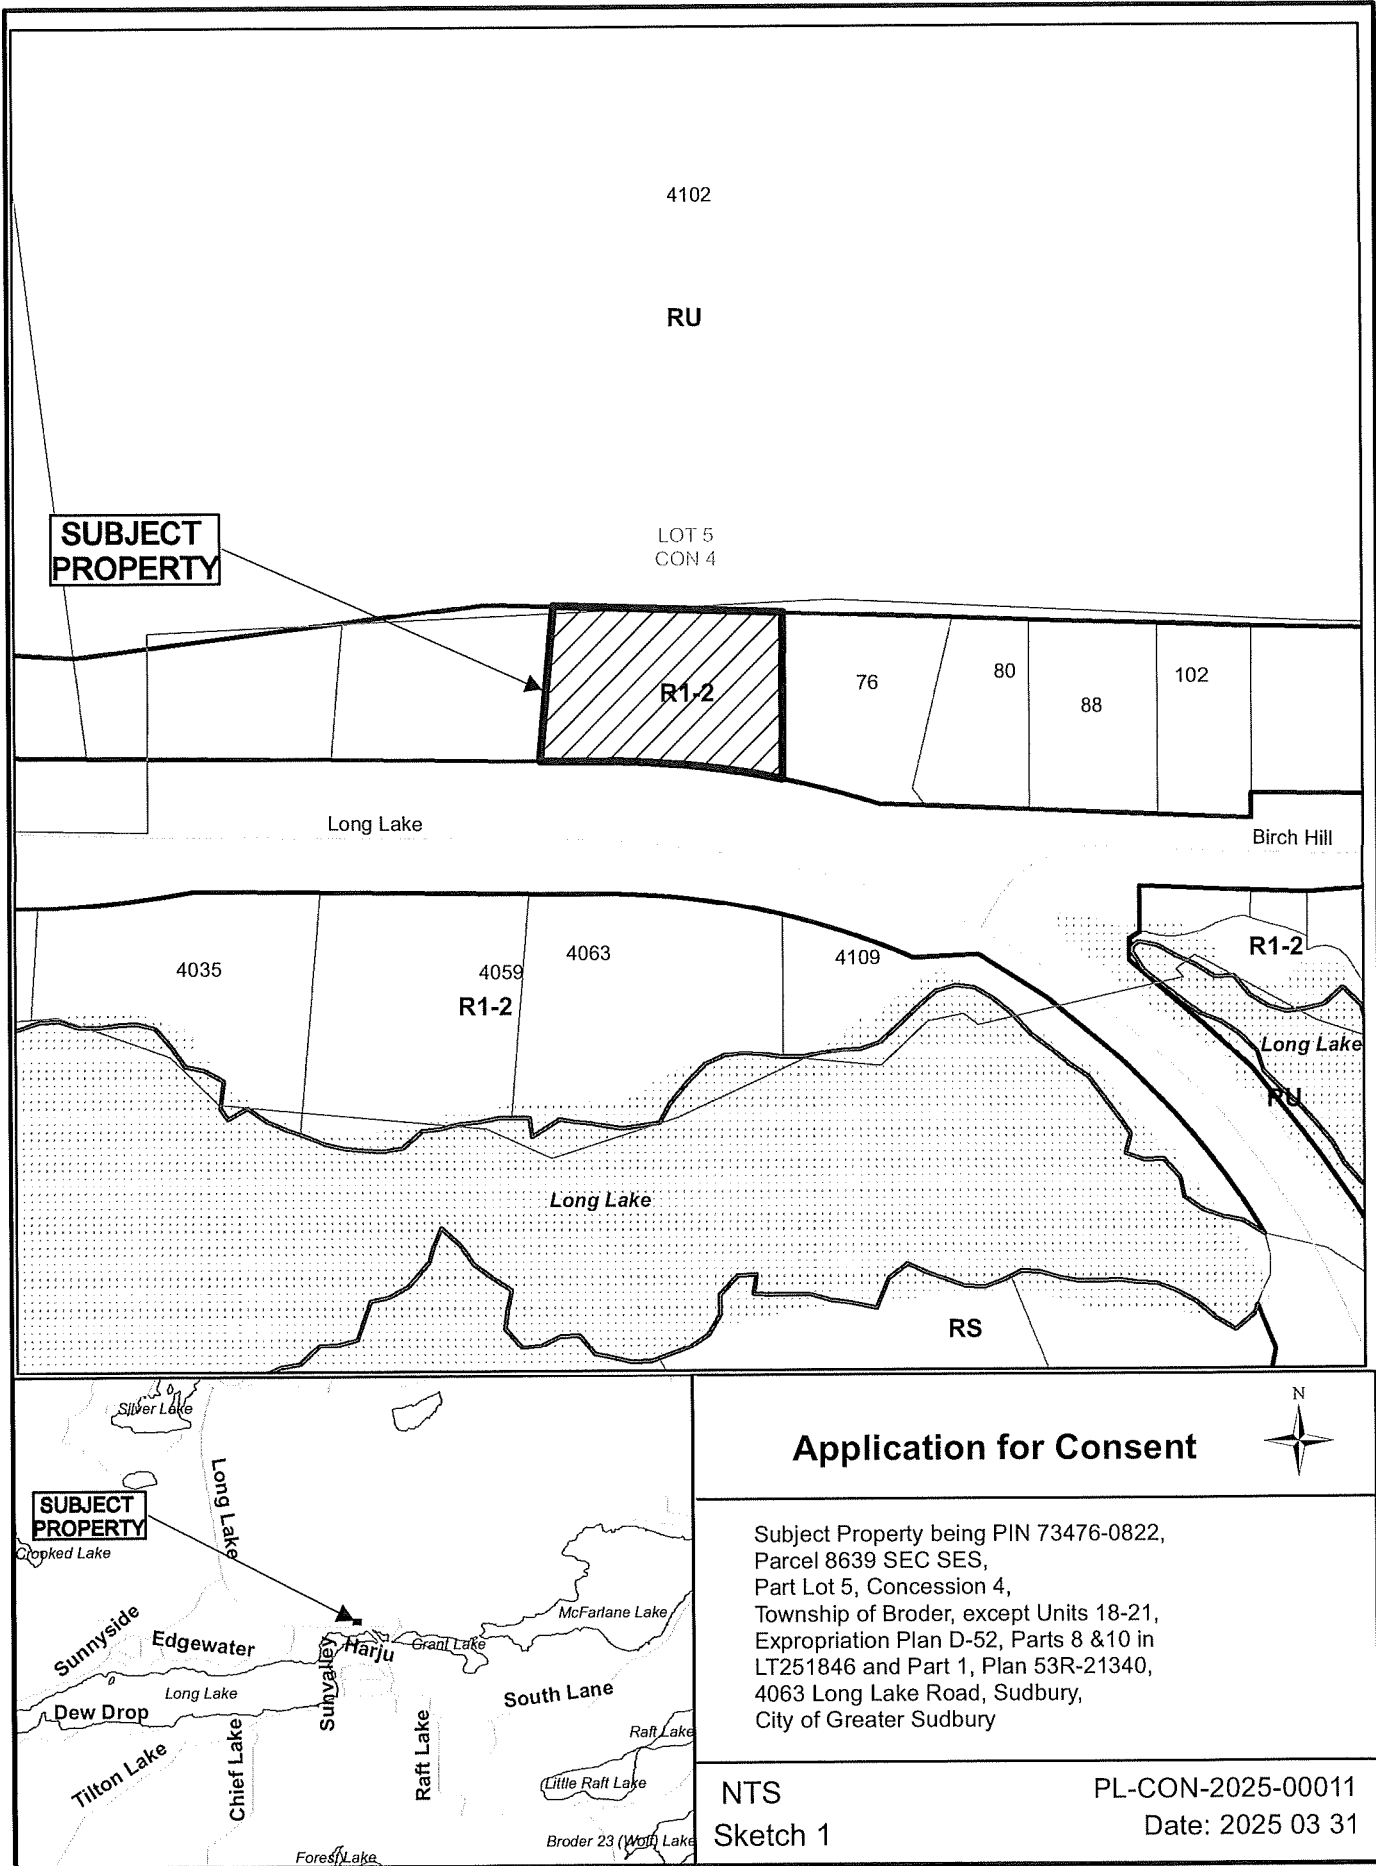 4102
RU
SUBJECT
PROPERTY
LOT 5
CON 4
R1-2
76
80
88
102
Long Lake
Birch Hill
4035
4059
4063
4109
R1-2
R1-2
Long Lake
RU
Long Lake
RS
Silver Lake
Long Lake
SUBJECT
PROPERTY
Crooked Lake
Sunnyside
Edgewater
Harju
Grant Lake
McFarlane Lake
Long Lake
Sunvalley
South Lane
Dew Drop
Raft Lake
Tilton Lake
Chief Lake
Raft Lake
Little Raft Lake
Broder 23 (Wolf) Lake
Forest Lake
N
Application for Consent
Subject Property being PIN 73476-0822,
Parcel 8639 SEC SES,
Part Lot 5, Concession 4,
Township of Broder, except Units 18-21,
Expropriation Plan D-52, Parts 8 &10 in
LT251846 and Part 1, Plan 53R-21340,
4063 Long Lake Road, Sudbury,
City of Greater Sudbury
NTS
Sketch 1
PL-CON-2025-00011
Date: 2025 03 31